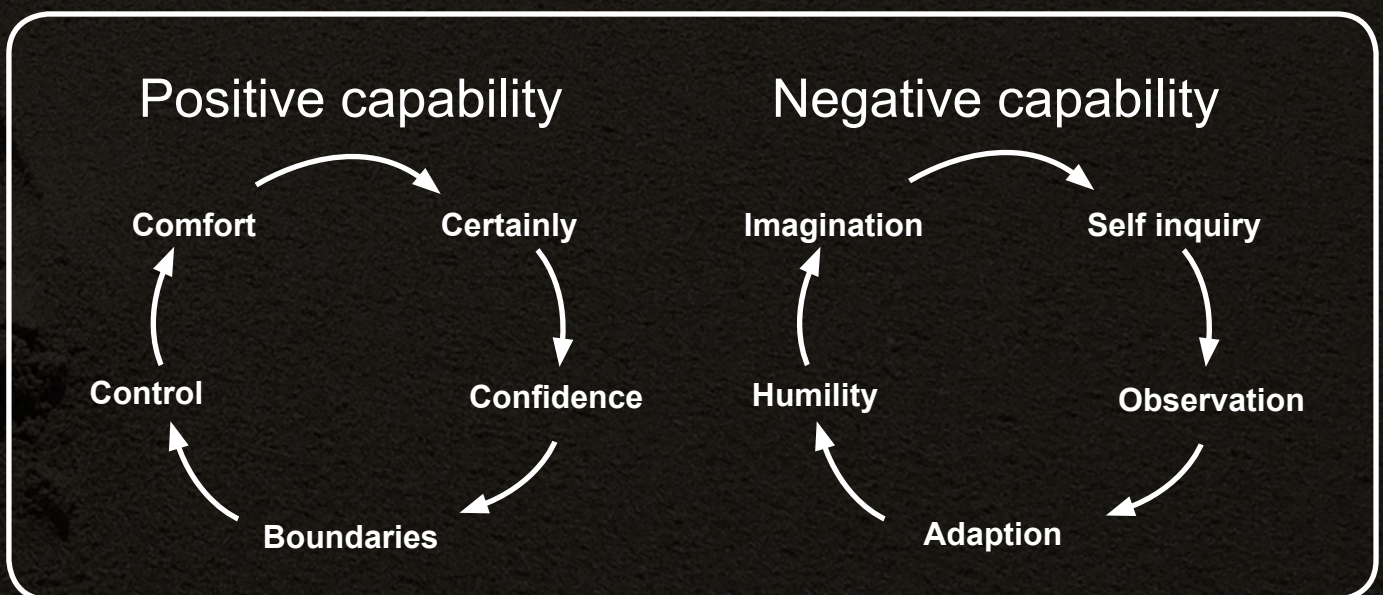 Positive capability
Comfort
Certainly
Confidence
Boundaries
Control
Negative capability
Imagination
Self inquiry
Observation
Adaption
Humility